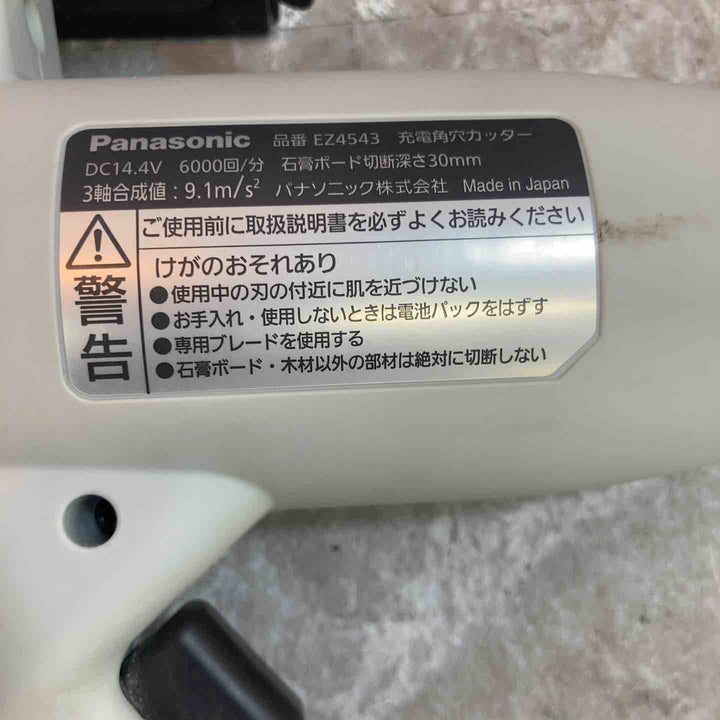 Panasonic 品番 EZ4543 充電角穴カッター
DC14.4V 6000回/分 石膏ボード切断深さ30mm
3軸合成値：9.1m/s² パナソニック株式会社 Made in Japan
警告
ご使用前に取扱説明書を必ずよくお読みください
けがのおそれあり
●使用中の刃の付近に肌を近づけない
●お手入れ・使用しないときは電池パックをはずす
●専用ブレードを使用する
●石膏ボード・木材以外の部材は絶対に切断しない